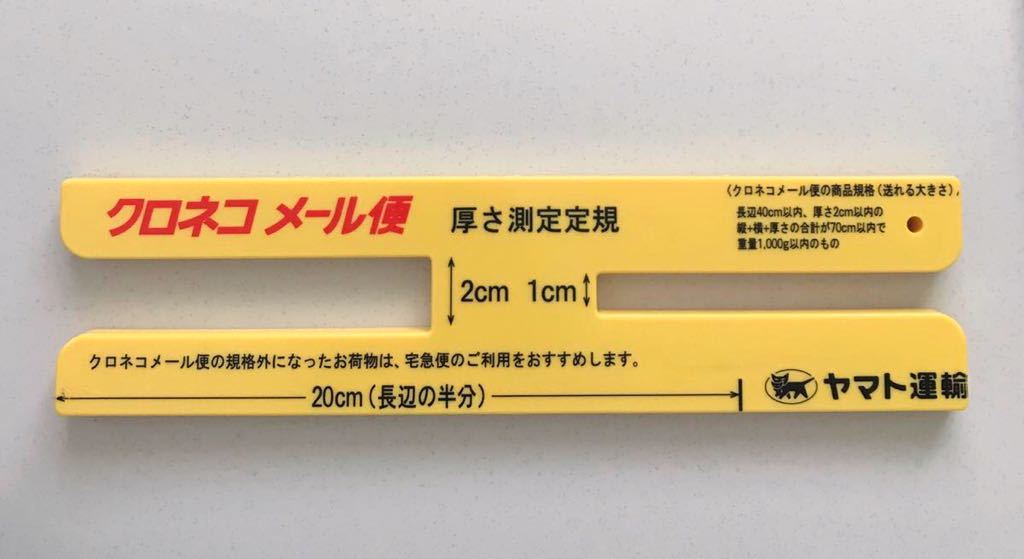 クロネコ メール便 厚さ測定定規
〈クロネコメール便の商品規格(送れる大きさ)
長辺40cm以内、厚さ2cm以内の
縦+横+厚さの合計が70cm以内で
重量1,000g以内のもの
2cm 1cm
クロネコメール便の規格外になったお荷物は、宅急便のご利用をおすすめします。
20cm(長辺の半分)
ヤマト運輸